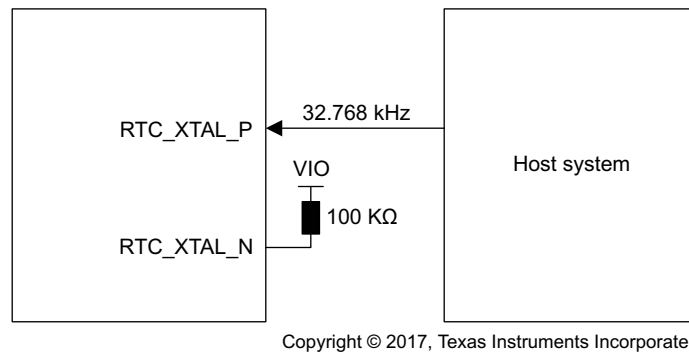 32.768 kHz
RTC_XTAL_P
Host system
VIO
100 KΩ
RTC_XTAL_N
Copyright © 2017, Texas Instruments Incorporate